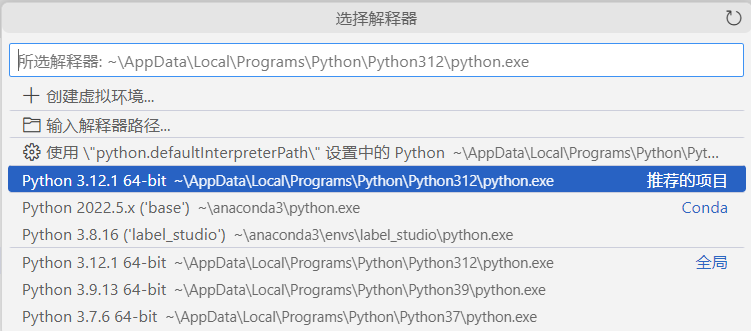 选择解释器
所选解释器: ~\AppData\Local\Programs\Python\Python312\python.exe
创建虚拟环境...
输入解释器路径...
使用 \"python.defaultInterpreterPath\" 设置中的 Python ~\AppData\Local\Programs\Python\Pyt...
Python 3.12.1 64-bit ~\AppData\Local\Programs\Python\Python312\python.exe 推荐的项目
Python 2022.5.x ('base') ~\anaconda3\python.exe Conda
Python 3.8.16 ('label_studio') ~\anaconda3\envs\label_studio\python.exe
Python 3.12.1 64-bit ~\AppData\Local\Programs\Python\Python312\python.exe 全局
Python 3.9.13 64-bit ~\AppData\Local\Programs\Python\Python39\python.exe
Python 3.7.6 64-bit ~\AppData\Local\Programs\Python\Python37\python.exe